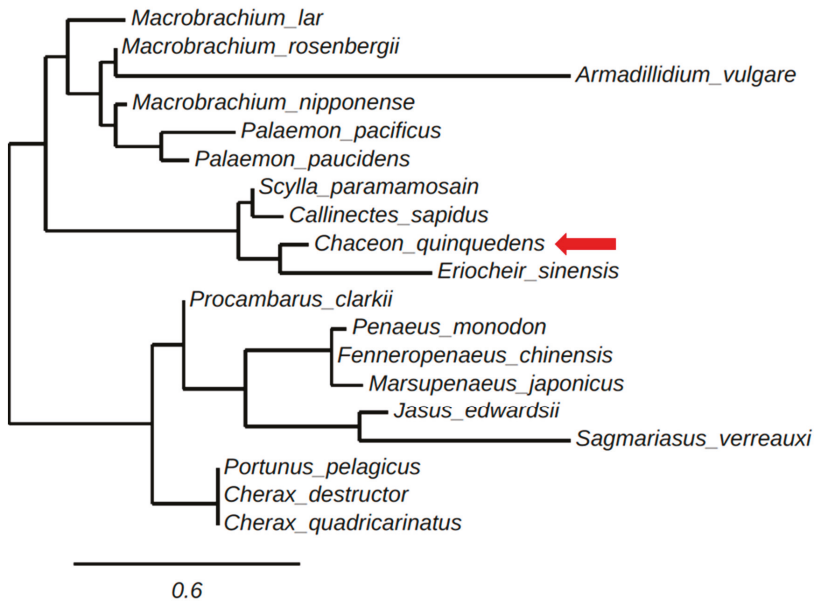 Macrobrachium_lar
Macrobrachium_rosenbergii
Armadillidium_vulgare
Macrobrachium_nipponense
Palaemon_pacificus
Palaemon_paucidens
Scylla_paramamosain
Callinectes_sapidus
Chaceon_quinquedens
Eriocheir_sinensis
Procambarus_clarkii
Penaeus_monodon
Fenneropenaeus_chinensis
Marsupenaeus_japonicus
Jasus_edwardsii
Sagmariasus_verreauxi
Portunus_pelagicus
Cherax_destructor
Cherax_quadricarinatus
0.6